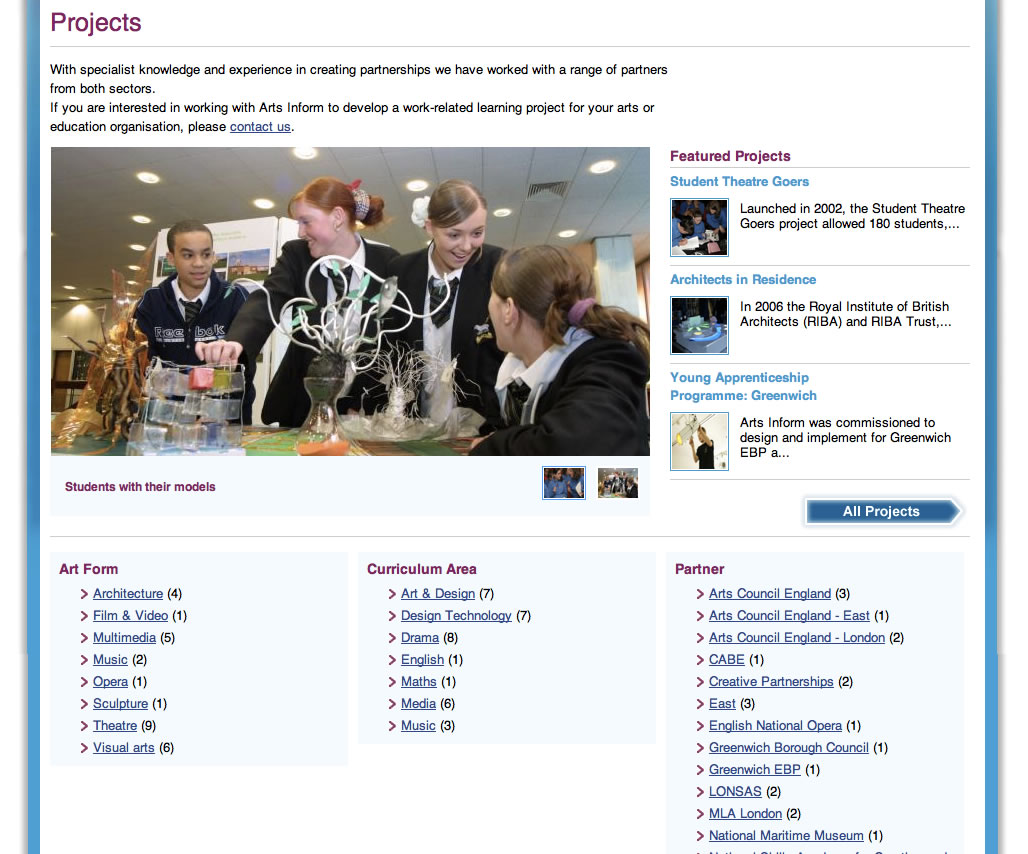 Projects
With specialist knowledge and experience in creating partnerships we have worked with a range of partners
from both sectors.
If you are interested in working with Arts Inform to develop a work-related learning project for your arts or
education organisation, please contact us.
Reebok
Students with their models
Featured Projects
Student Theatre Goers
Launched in 2002, the Student Theatre
Goers project allowed 180 students,...
Architects in Residence
In 2006 the Royal Institute of British
Architects (RIBA) and RIBA Trust,...
Young Apprenticeship
Programme: Greenwich
Arts Inform was commissioned to
design and implement for Greenwich
EBP a...
All Projects
Art Form
Architecture (4)
Film & Video (1)
Multimedia (5)
Music (2)
Opera (1)
Sculpture (1)
Theatre (9)
Visual arts (6)
Curriculum Area
Art & Design (7)
Design Technology (7)
Drama (8)
English (1)
Maths (1)
Media (6)
Music (3)
Partner
Arts Council England (3)
Arts Council England - East (1)
Arts Council England - London (2)
CABE (1)
Creative Partnerships (2)
East (3)
English National Opera (1)
Greenwich Borough Council (1)
Greenwich EBP (1)
LONSAS (2)
MLA London (2)
National Maritime Museum (1)